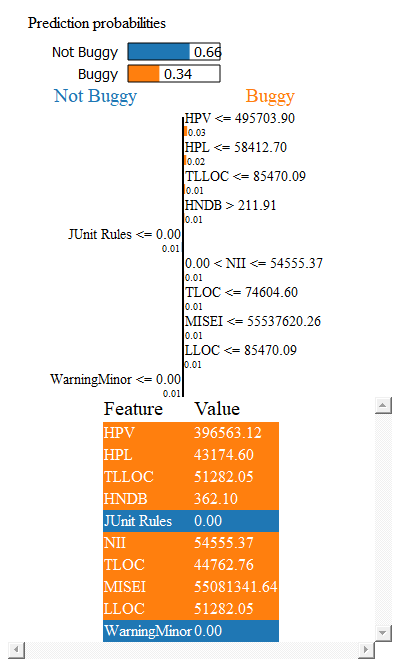 Prediction probabilities
Not Buggy 0.66
Buggy 0.34
Not Buggy Buggy
HPV <= 495703.90
0.03
HPL <= 58412.70
0.02
TLLOC <= 85470.09
0.01
HNDB > 211.91
0.01
JUnit Rules <= 0.00
0.01
0.00 < NII <= 54555.37
0.01
TLOC <= 74604.60
0.01
MISEI <= 55537620.26
0.01
LLOC <= 85470.09
0.01
WarningMinor <= 0.00
0.01
Feature Value
HPV 396563.12
HPL 43174.60
TLLOC 51282.05
HNDB 362.10
JUnit Rules 0.00
NII 54555.37
TLOC 44762.76
MISEI 55081341.64
LLOC 51282.05
WarningMinor 0.00